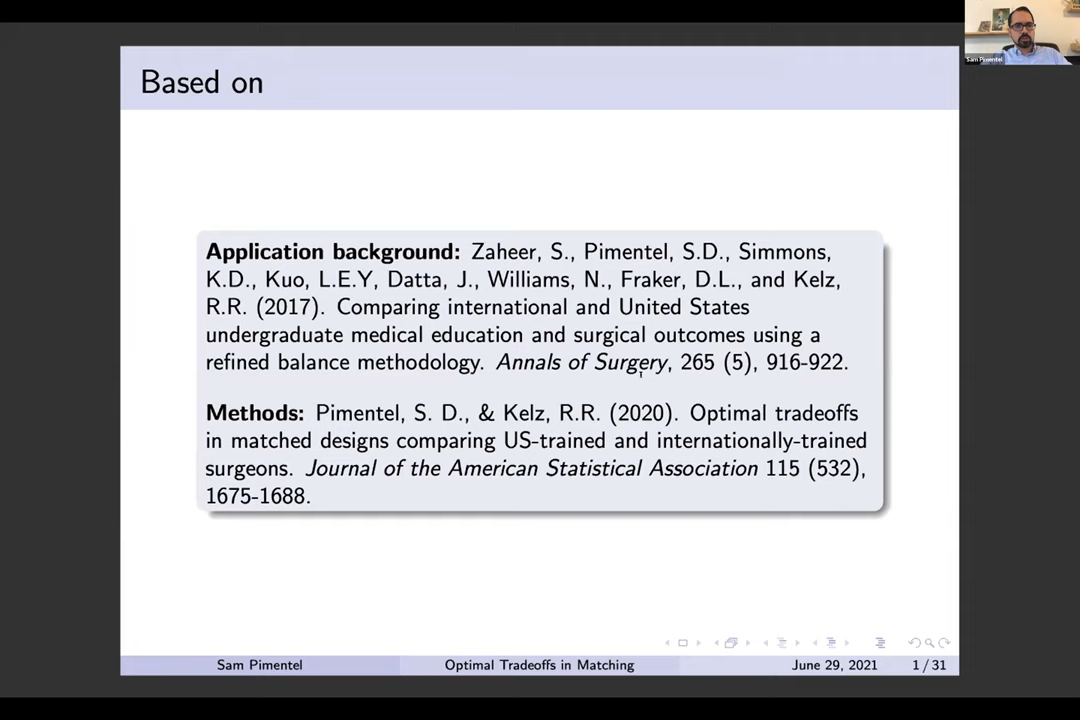 Sam Pimentel
Based on
Application background: Zaheer, S., Pimentel, S.D., Simmons,
K.D., Kuo, L.E.Y, Datta, J., Williams, N., Fraker, D.L., and Kelz,
R.R. (2017). Comparing international and United States
undergraduate medical education and surgical outcomes using a
refined balance methodology. Annals of Surgery, 265 (5), 916-922.
Methods: Pimentel, S. D., & Kelz, R.R. (2020). Optimal tradeoffs
in matched designs comparing US-trained and internationally-trained
surgeons. Journal of the American Statistical Association 115 (532),
1675-1688.
Sam Pimentel Optimal Tradeoffs in Matching June 29, 2021 1 / 31